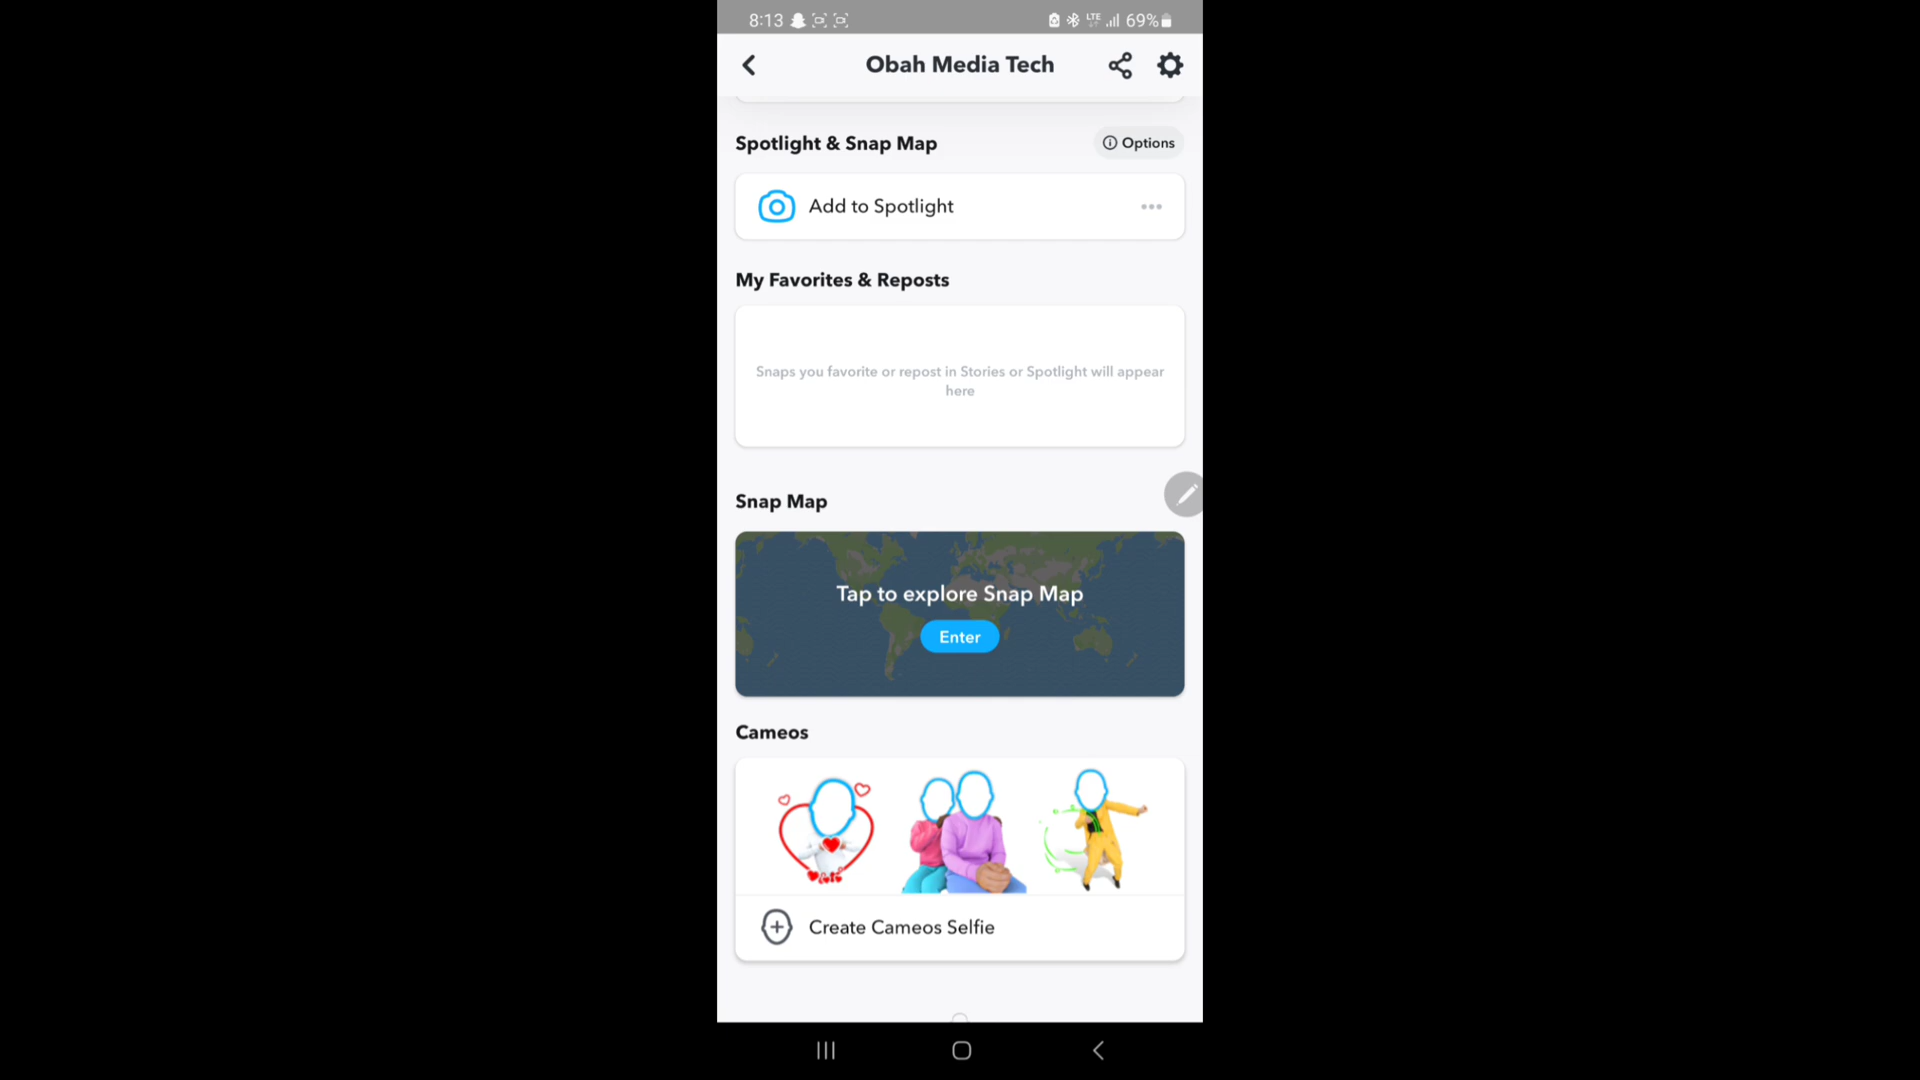 8:13 LTE 69%
Obah Media Tech
Spotlight & Snap Map
Options
Add to Spotlight
My Favorites & Reposts
Snaps you favorite or repost in Stories or Spotlight will appear
here
Snap Map
Tap to explore Snap Map
Enter
Cameos
Create Cameos Selfie